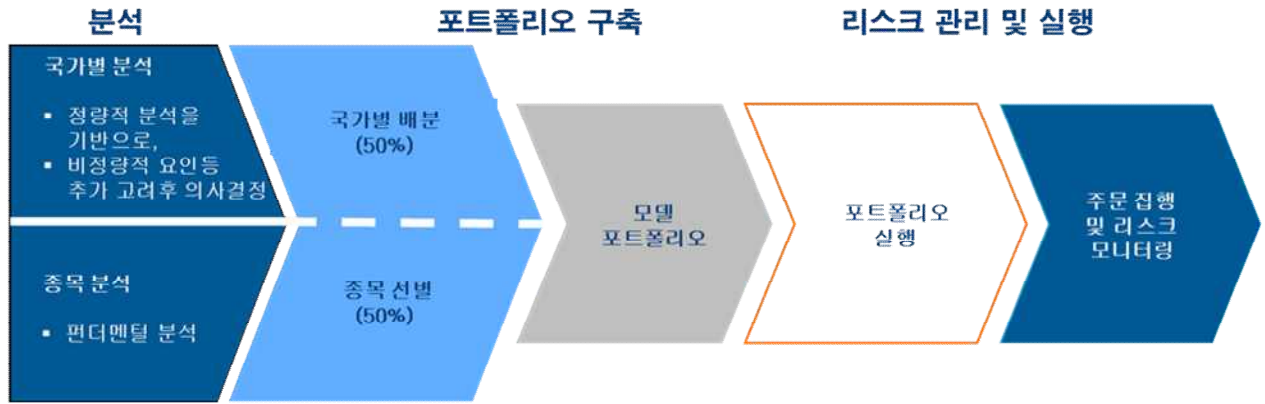 분석
포트폴리오 구축
리스크 관리 및 실행
국가별 분석
▪ 정량적 분석을
기반으로,
▪ 비정량적 요인등
추가 고려후 의사결정
종목 분석
▪ 펀더멘털 분석
국가별 배분
(50%)
종목 선별
(50%)
모델
포트폴리오
포트폴리오
실행
주문 집행
및 리스크
모니터링